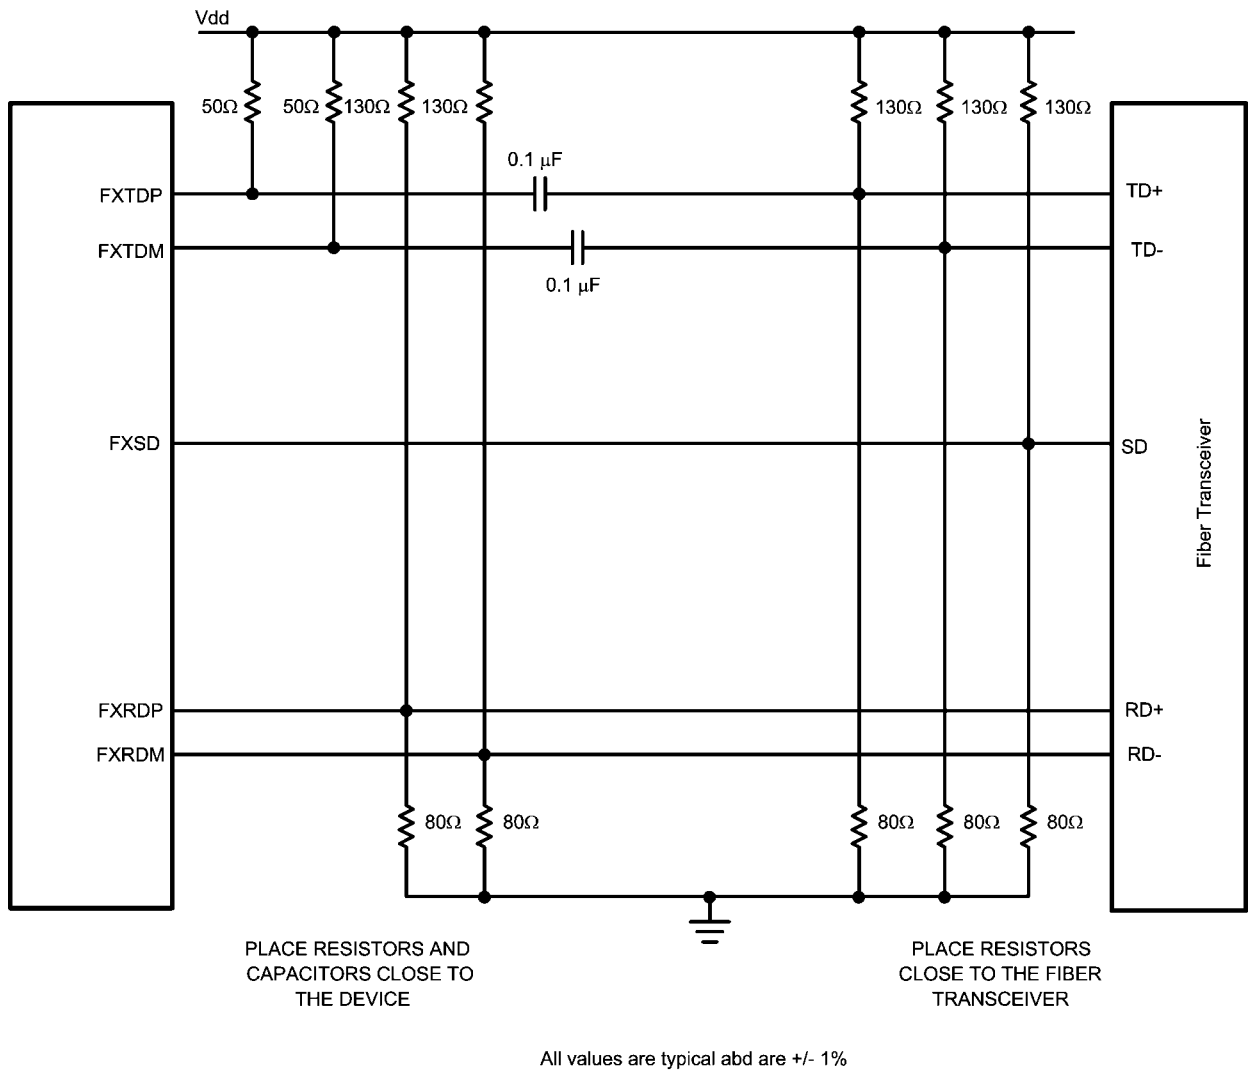 Vdd
50Ω
50Ω
130Ω
130Ω
130Ω
130Ω
130Ω
0.1 μF
FXTDP
TD+
FXTDM
TD-
0.1 μF
FXSD
SD
Fiber Transceiver
FXRDP
RD+
FXRDM
RD-
80Ω
80Ω
80Ω
80Ω
80Ω
PLACE RESISTORS AND
CAPACITORS CLOSE TO
THE DEVICE
PLACE RESISTORS
CLOSE TO THE FIBER
TRANSCEIVER
All values are typical abd are +/- 1%